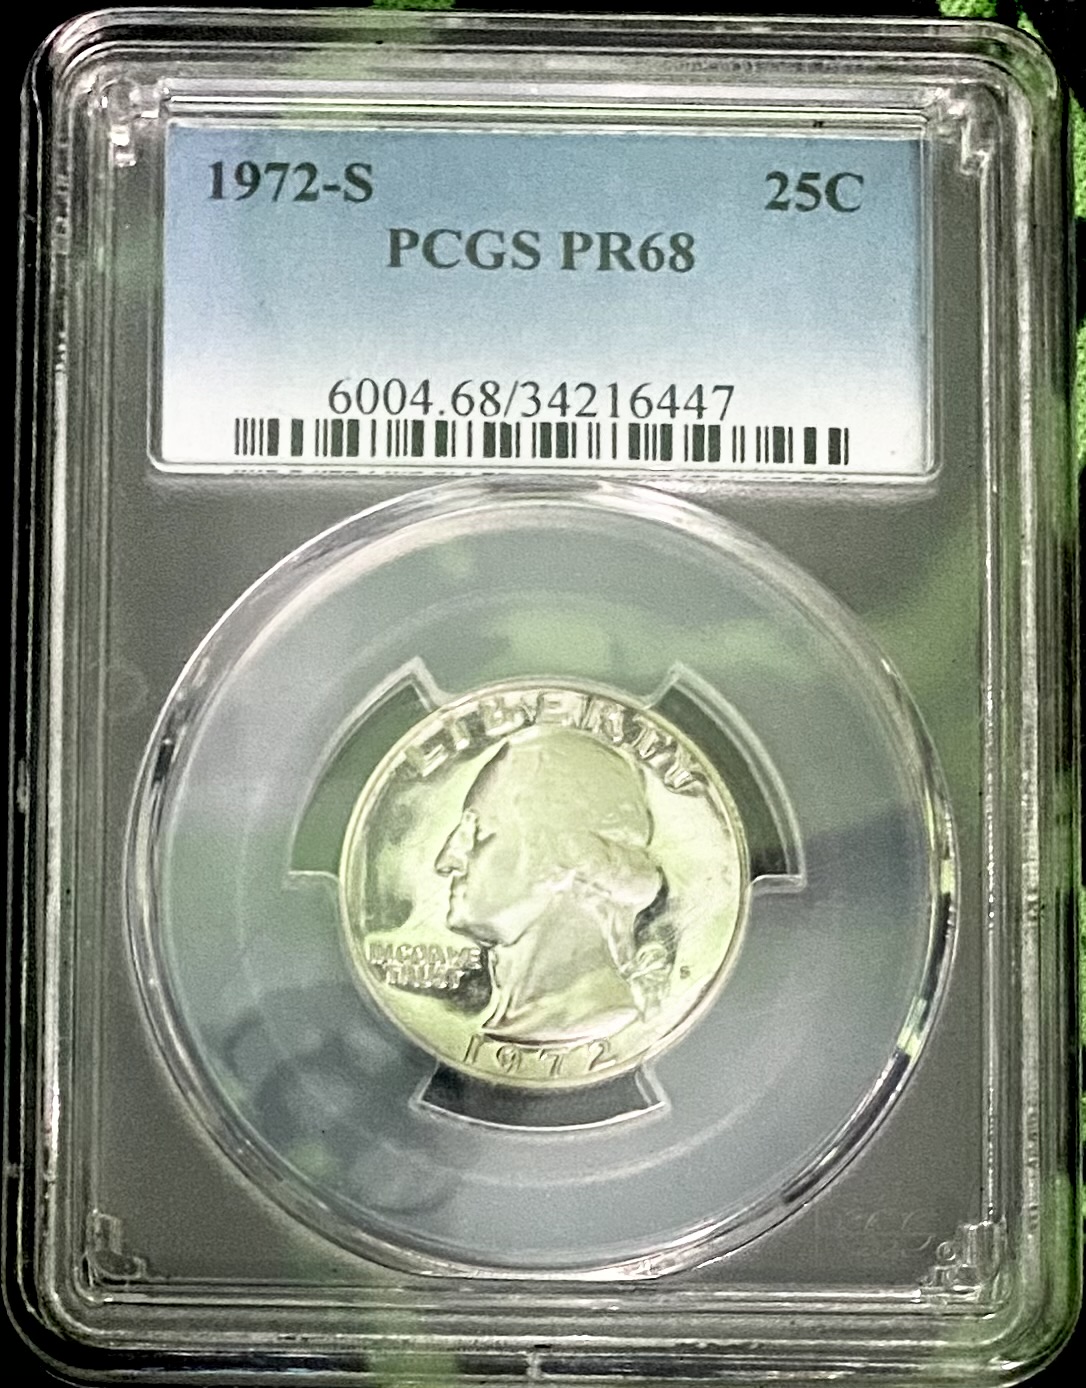 1972-S 25C
PCGS PR68
6004.68/34216447
LIBERTY
IN GOD WE
TRUST
S
1972